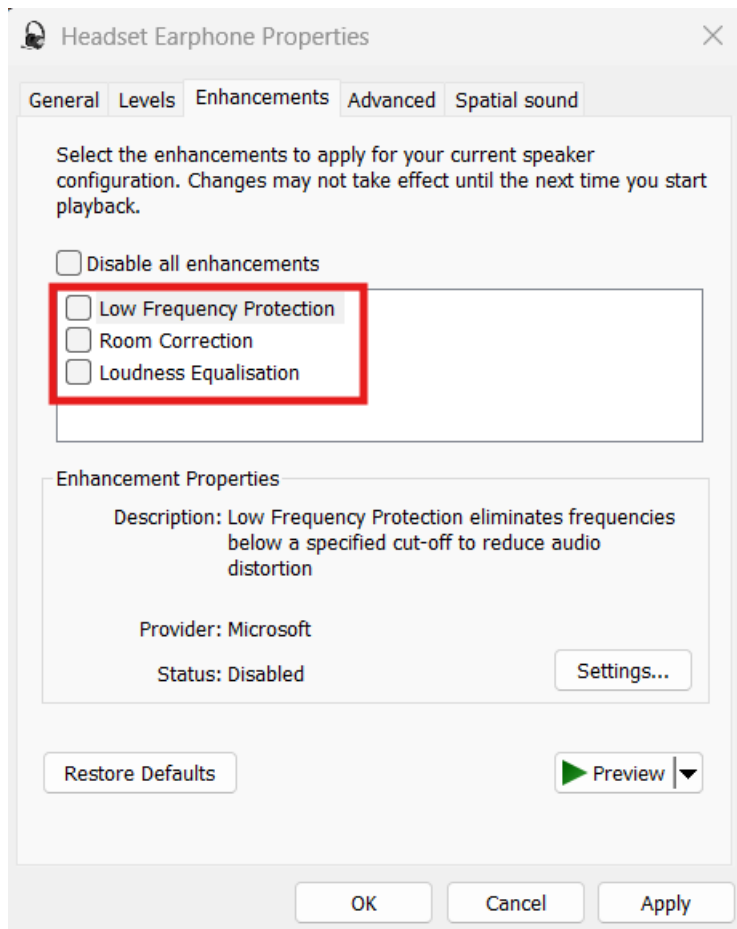 Headset Earphone Properties
General Levels Enhancements Advanced Spatial sound
Select the enhancements to apply for your current speaker
configuration. Changes may not take effect until the next time you start
playback.
Disable all enhancements
Low Frequency Protection
Room Correction
Loudness Equalisation
Enhancement Properties
Description: Low Frequency Protection eliminates frequencies
below a specified cut-off to reduce audio
distortion
Provider: Microsoft
Status: Disabled
Settings...
Restore Defaults
Preview
OK Cancel Apply